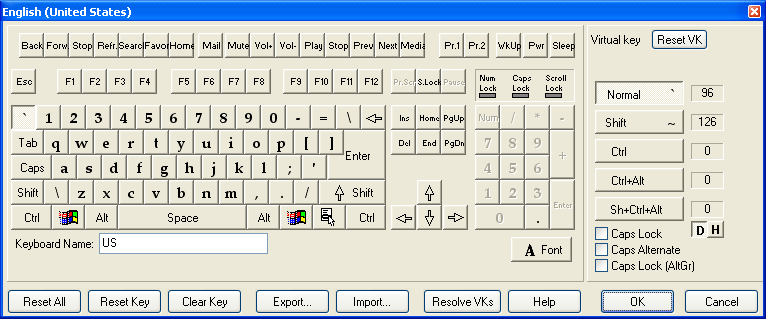 English (United States)
Back Forw Stop Refr. Searc Favor Home Mail Mute Vol+ Vol- Play Stop Prev Next Media Pr.1 Pr.2 WkUp Pwr Sleep
Virtual key Reset VK
Esc F1 F2 F3 F4 F5 F6 F7 F8 F9 F10 F11 F12 Pr.Scr S.Lock Pause Num Lock Caps Lock Scroll Lock
Normal ` 96
` 1 2 3 4 5 6 7 8 9 0 - = \ Ins Home PgUp Num / * -
Shift ~ 126
Tab q w e r t y u i o p [ ] Del End PgDn 7 8 9
Ctrl 0
Caps a s d f g h j k l ; ' Enter 4 5 6 +
Ctrl+Alt 0
Shift \ z x c v b n m , . / Shift 1 2 3
Sh+Ctrl+Alt 0
Ctrl Alt Space Alt Ctrl 0 . Enter
Caps Lock D H
Keyboard Name: US
A Font
Caps Alternate
Caps Lock (AltGr)
Reset All Reset Key Clear Key Export... Import... Resolve VKs Help OK Cancel